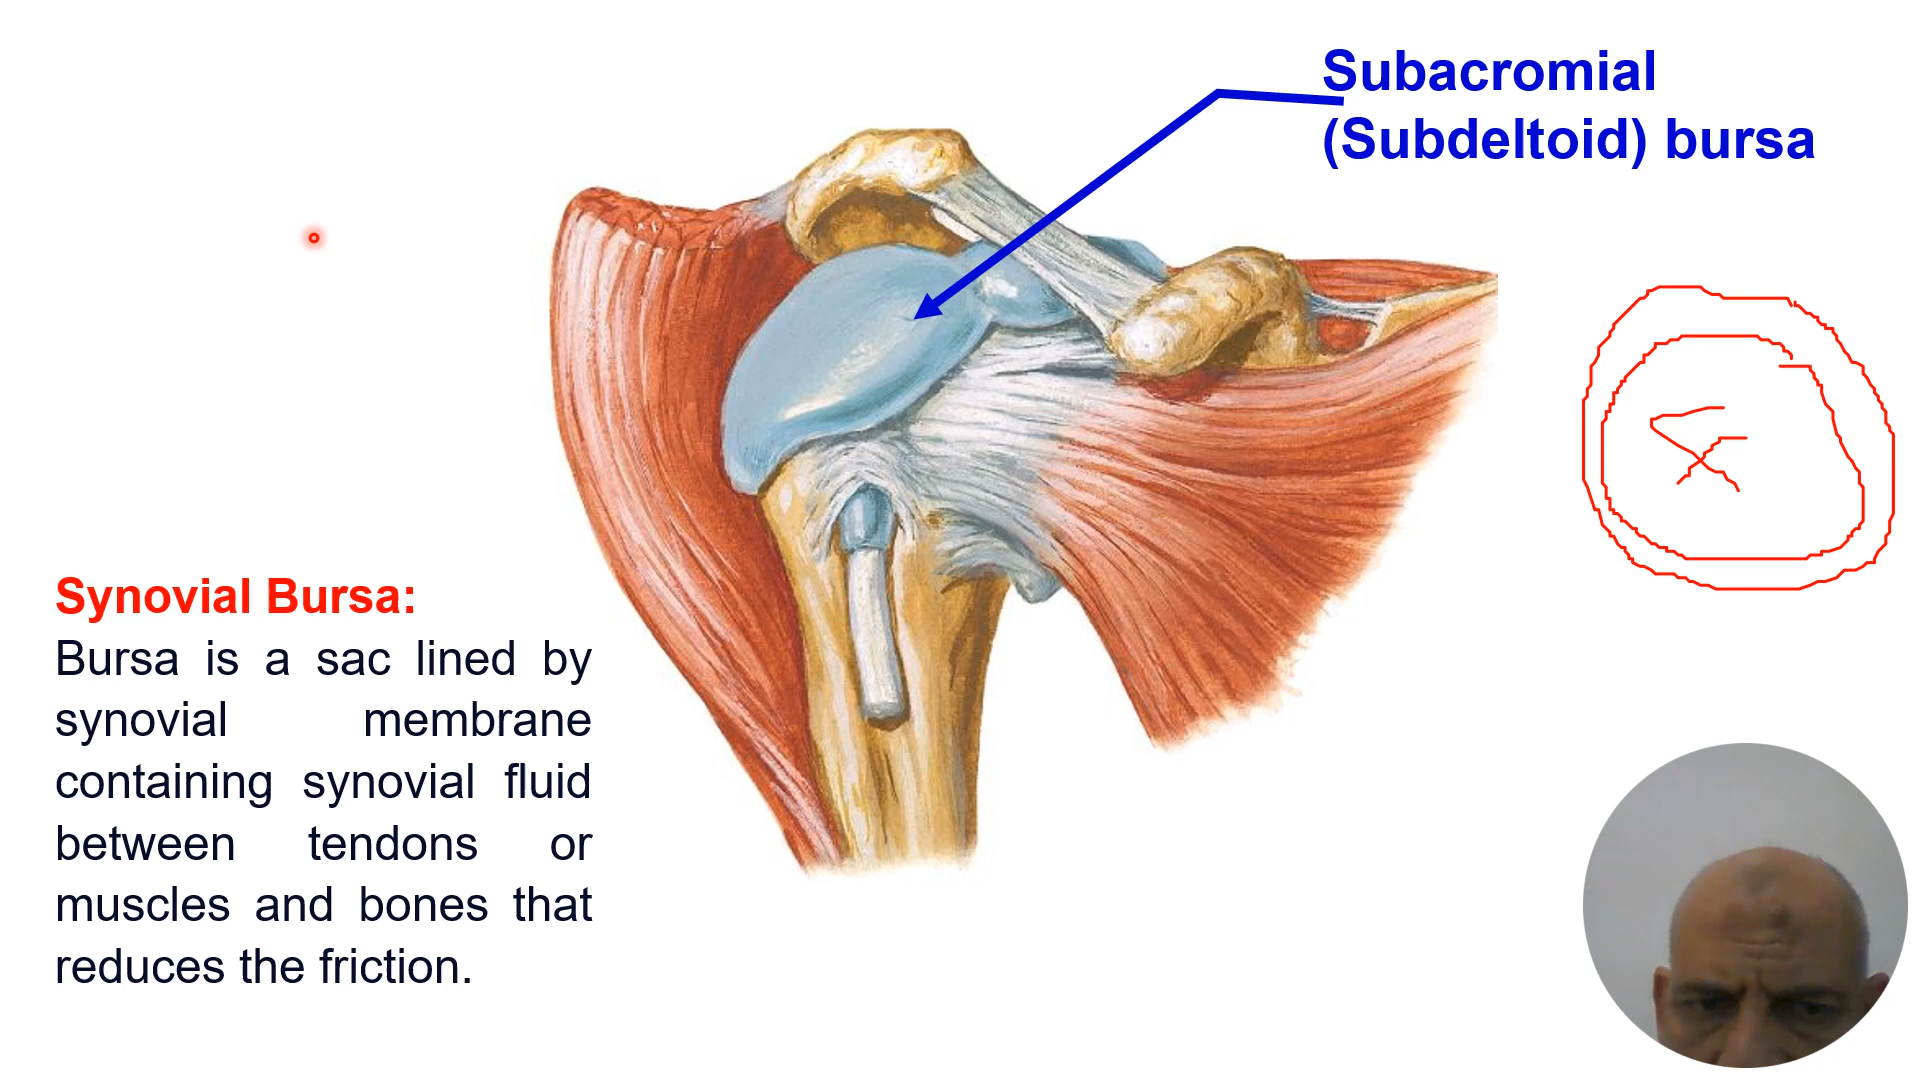 Subacromial
(Subdeltoid) bursa
Synovial Bursa:
Bursa is a sac lined by
synovial membrane
containing synovial fluid
between tendons or
muscles and bones that
reduces the friction.